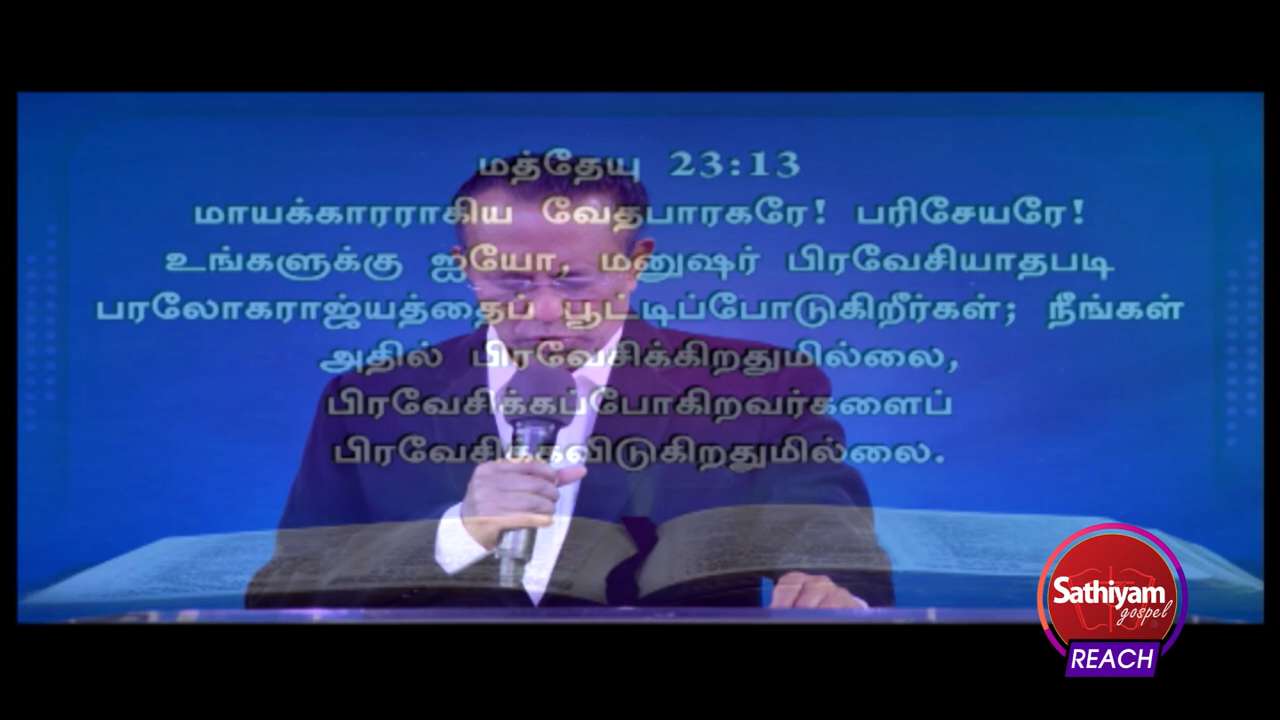 மத்தேயு 23:13
மாயக்காரராகிய வேதபாரகரே! பரிசேயரே!
உங்களுக்கு ஐயோ, மனுஷர் பிரவேசியாதபடி
பரலோகராஜ்யத்தைப் பூட்டிப்போடுகிறீர்கள்; நீங்கள்
அதில் பிரவேசிக்கிறதுமில்லை,
பிரவேசிக்கப்போகிறவர்களைப்
பிரவேசிக்கவிடுகிறதுமில்லை.
Sathiyam
gospel
REACH